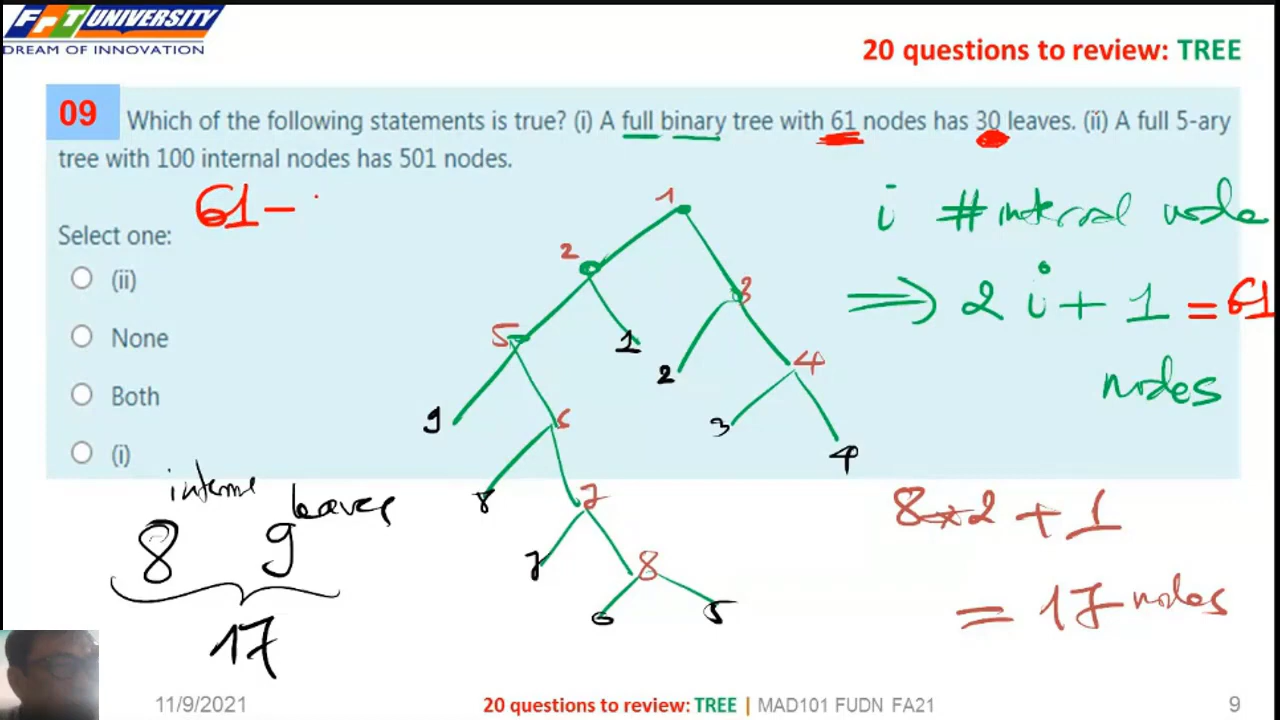 FPT UNIVERSITY
DREAM OF INNOVATION
20 questions to review: TREE
09 Which of the following statements is true? (i) A full binary tree with 61 nodes has 30 leaves. (ii) A full 5-ary
tree with 100 internal nodes has 501 nodes.
61 -
Select one:
(ii)
None
Both
(i)
1
2
3
5
1
2
4
9
6
3
4
8
7
7
8
6
5
i # internal node
⇒ 2i + 1 = 61
nodes
8*2 + 1
= 17 nodes
interne leaves
8 9
17
11/9/2021
20 questions to review: TREE | MAD101 FUDN FA21
9